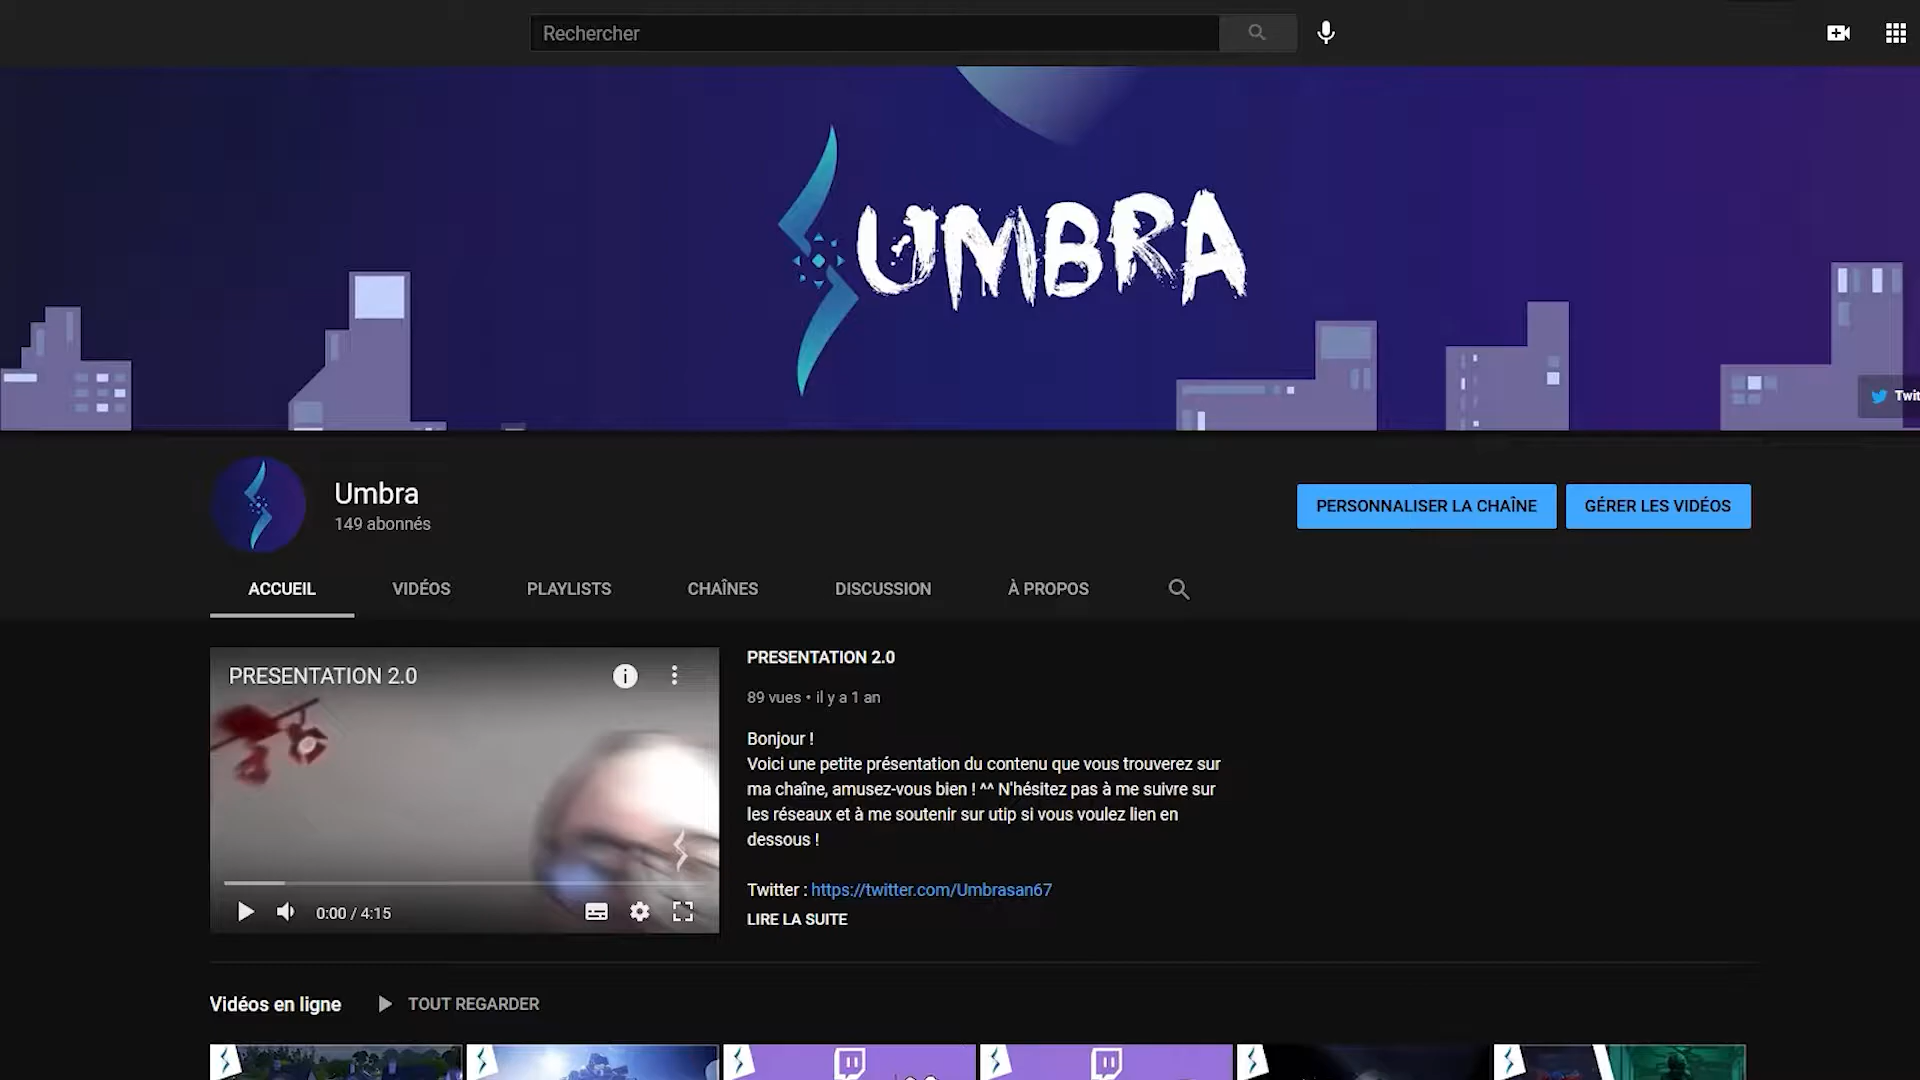 Rechercher
UMBRA
Twit
Umbra
149 abonnés
PERSONNALISER LA CHAÎNE
GÉRER LES VIDÉOS
ACCUEIL
VIDÉOS
PLAYLISTS
CHAÎNES
DISCUSSION
À PROPOS
PRESENTATION 2.0
0:00 / 4:15
PRESENTATION 2.0
89 vues • il y a 1 an
Bonjour !
Voici une petite présentation du contenu que vous trouverez sur
ma chaîne, amusez-vous bien ! ^^ N'hésitez pas à me suivre sur
les réseaux et à me soutenir sur utip si vous voulez lien en
dessous !
Twitter : https://twitter.com/Umbrasan67
LIRE LA SUITE
Vidéos en ligne
TOUT REGARDER